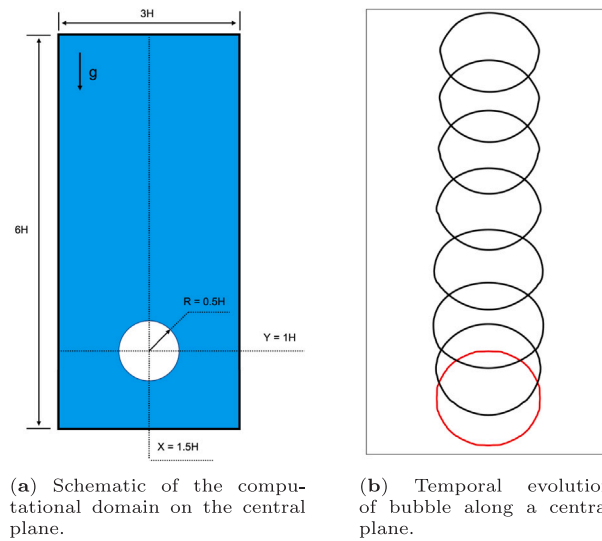 3H
g
6H
R = 0.5H
Y = 1H
X = 1.5H
(a) Schematic of the compu-
tational domain on the central
plane.
(b) Temporal evolution
of bubble along a centra
plane.